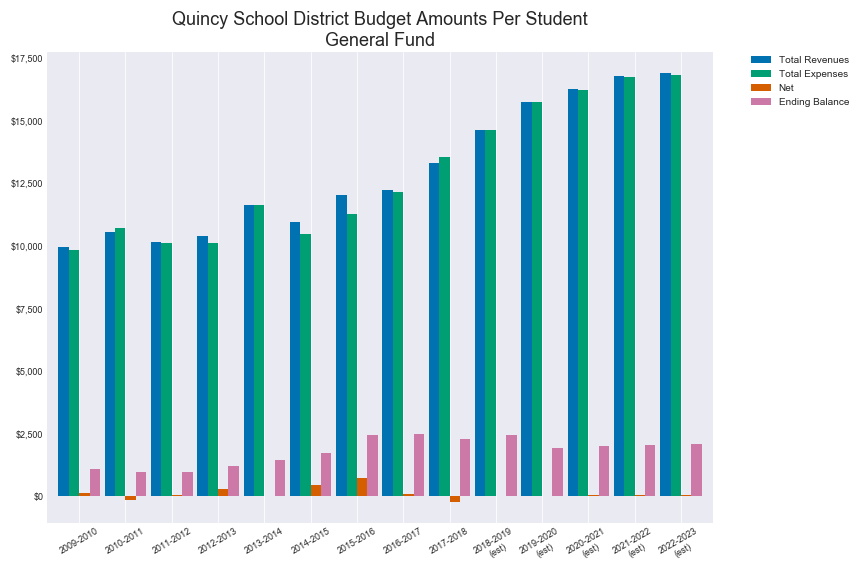 Quincy School District Budget Amounts Per Student
General Fund
Total Revenues
Total Expenses
Net
Ending Balance
$17,500
$15,000
$12,500
$10,000
$7,500
$5,000
$2,500
$0
2009-2010
2010-2011
2011-2012
2012-2013
2013-2014
2014-2015
2015-2016
2016-2017
2017-2018
2018-2019
(est)
2019-2020
(est)
2020-2021
(est)
2021-2022
(est)
2022-2023
(est)